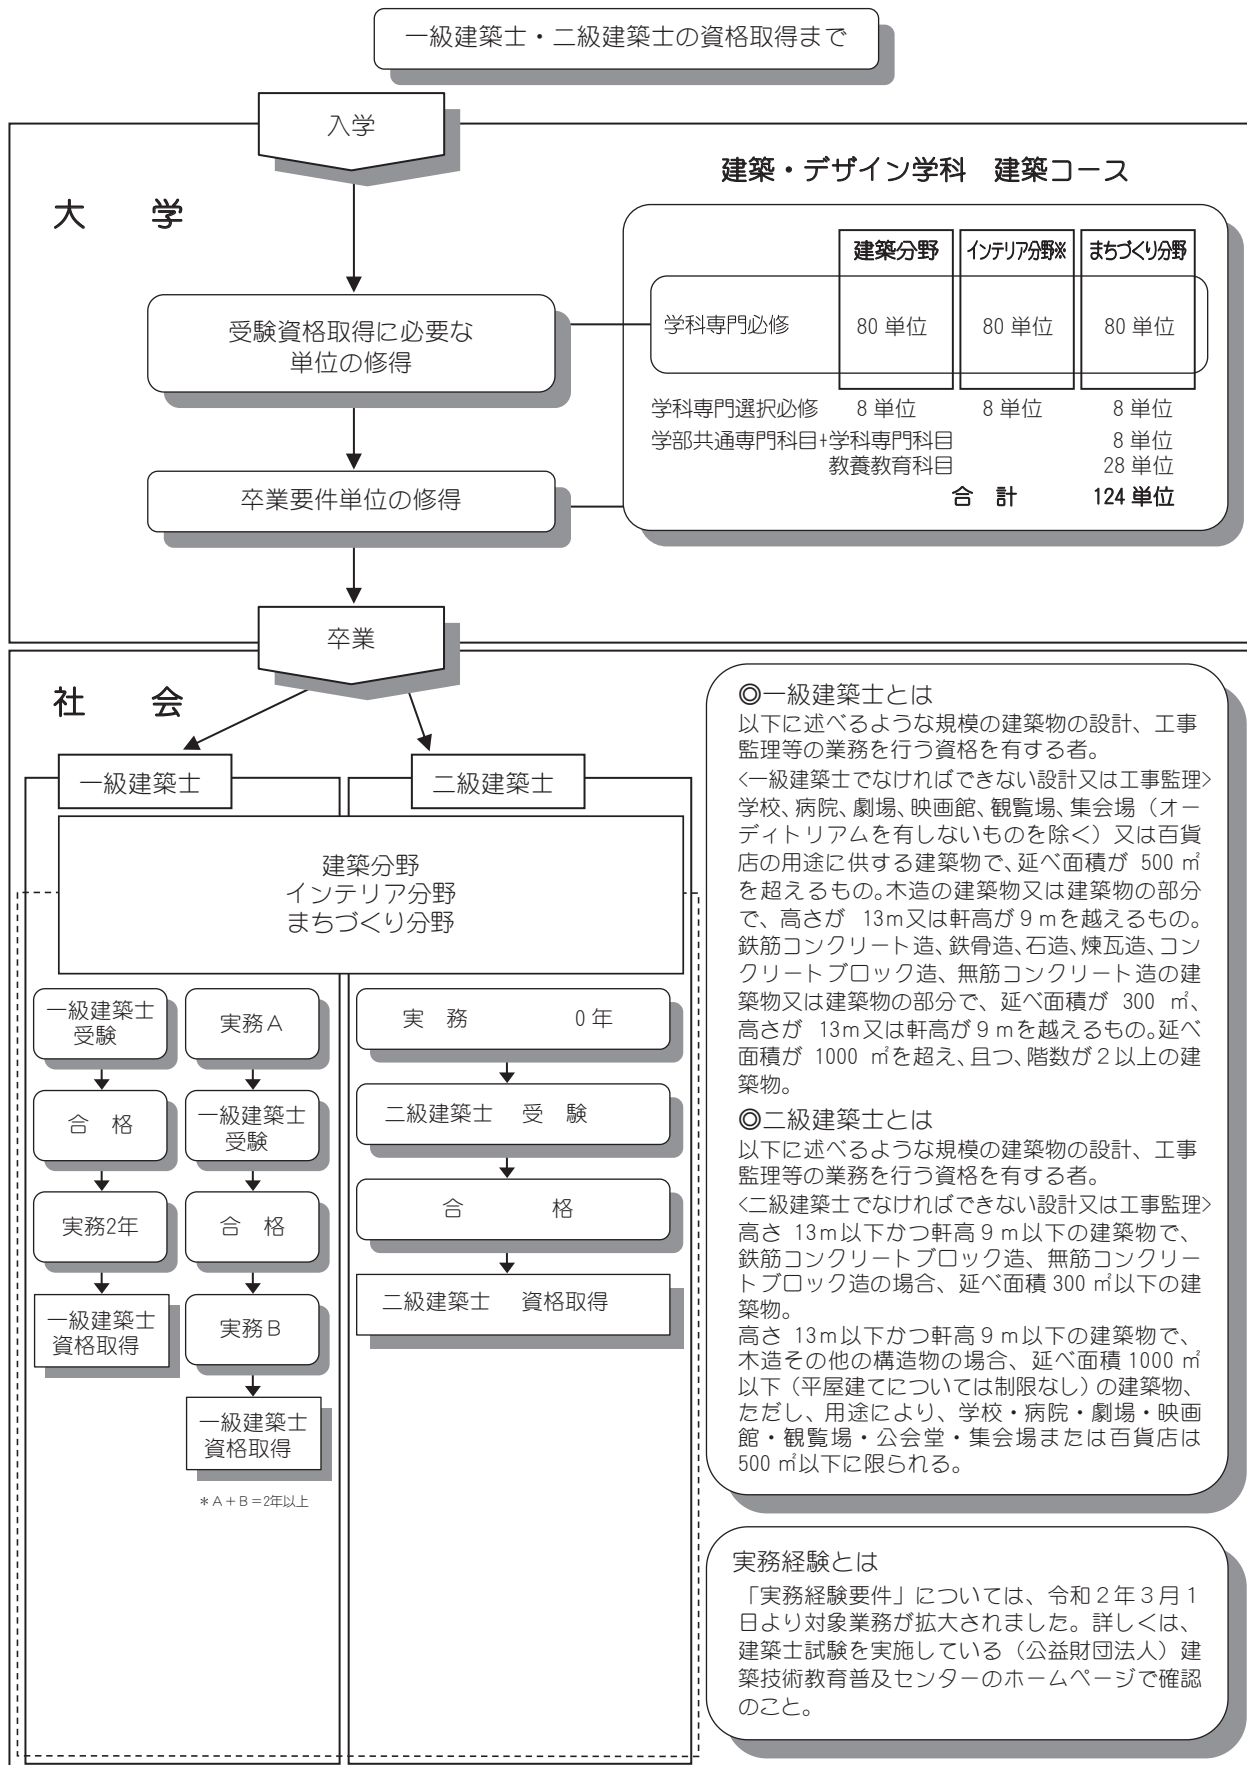 一級建築士・二級建築士の資格取得まで
入学
大　学
建築・デザイン学科　建築コース
建築分野　インテリア分野※　まちづくり分野
学科専門必修　80 単位　80 単位　80 単位
学科専門選択必修　8 単位　8 単位　8 単位
学部共通専門科目+学科専門科目　8 単位
教養教育科目　28 単位
合　計　124 単位
受験資格取得に必要な
単位の修得
卒業要件単位の修得
卒業
社　会
一級建築士
二級建築士
建築分野
インテリア分野
まちづくり分野
一級建築士
受験
合　格
実務2年
一級建築士
資格取得
実務Ａ
一級建築士
受験
合　格
実務Ｂ
一級建築士
資格取得
＊Ａ＋Ｂ＝2年以上
実　務　０年
二級建築士　受　験
合　格
二級建築士　資格取得
◎一級建築士とは
以下に述べるような規模の建築物の設計、工事
監理等の業務を行う資格を有する者。
<一級建築士でなければできない設計又は工事監理>
学校、病院、劇場、映画館、観覧場、集会場（オー
ディトリアムを有しないものを除く）又は百貨
店の用途に供する建築物で、延べ面積が 500 ㎡
を超えるもの。木造の建築物又は建築物の部分
で、高さが 13ｍ又は軒高が９ｍを越えるもの。
鉄筋コンクリート造、鉄骨造、石造、煉瓦造、コン
クリートブロック造、無筋コンクリート造の建
築物又は建築物の部分で、延べ面積が 300 ㎡、
高さが 13ｍ又は軒高が９ｍを越えるもの。延べ
面積が 1000 ㎡を超え、且つ、階数が２以上の建
築物。
◎二級建築士とは
以下に述べるような規模の建築物の設計、工事
監理等の業務を行う資格を有する者。
<二級建築士でなければできない設計又は工事監理>
高さ 13ｍ以下かつ軒高９ｍ以下の建築物で、
鉄筋コンクリートブロック造、無筋コンクリー
トブロック造の場合、延べ面積 300 ㎡以下の建
築物。
高さ 13ｍ以下かつ軒高９ｍ以下の建築物で、
木造その他の構造物の場合、延べ面積 1000 ㎡
以下（平屋建てについては制限なし）の建築物、
ただし、用途により、学校・病院・劇場・映画
館・観覧場・公会堂・集会場または百貨店は
500 ㎡以下に限られる。
実務経験とは
「実務経験要件」については、令和２年３月１
日より対象業務が拡大されました。詳しくは、
建築士試験を実施している（公益財団法人）建
築技術教育普及センターのホームページで確認
のこと。